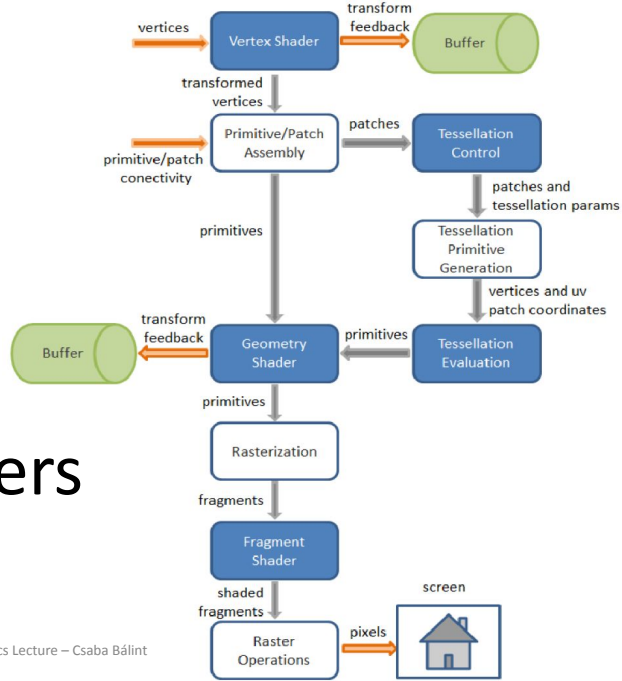 vertices
Vertex Shader
transform
feedback
Buffer
transformed
vertices
primitive/patch
conectivity
Primitive/Patch
Assembly
patches
Tessellation
Control
patches and
tessellation params
Tessellation
Primitive
Generation
vertices and uv
patch coordinates
primitives
Buffer
transform
feedback
Geometry
Shader
primitives
Tessellation
Evaluation
primitives
Rasterization
fragments
Fragment
Shader
shaded
fragments
Raster
Operations
pixels
screen
ers
cs Lecture – Csaba Bálint